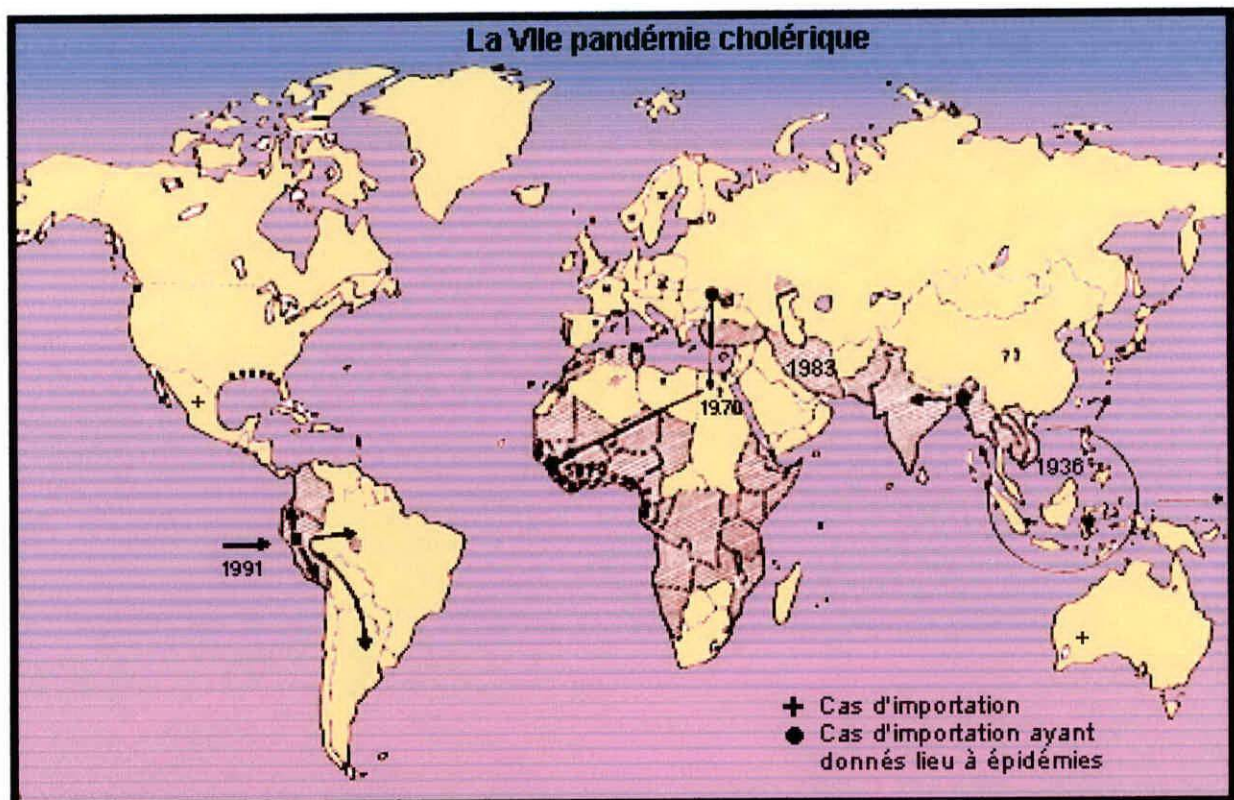 La VIIe pandémie cholérique
1983
1970
1936
1991
+ Cas d'importation
● Cas d'importation ayant
donnés lieu à épidémies